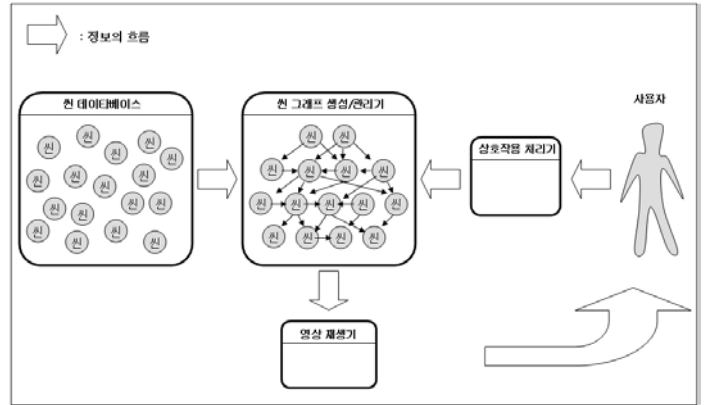 : 정보의 흐름
씬 데이타베이스
씬 씬 씬 씬 씬
씬 씬 씬 씬
씬 씬 씬 씬
씬 씬 씬 씬
씬 그래프 생성/관리기
씬 씬
씬 씬 씬 씬
씬 씬 씬 씬 씬
씬 씬 씬 씬
상호작용 처리기
사용자
영상 재생기